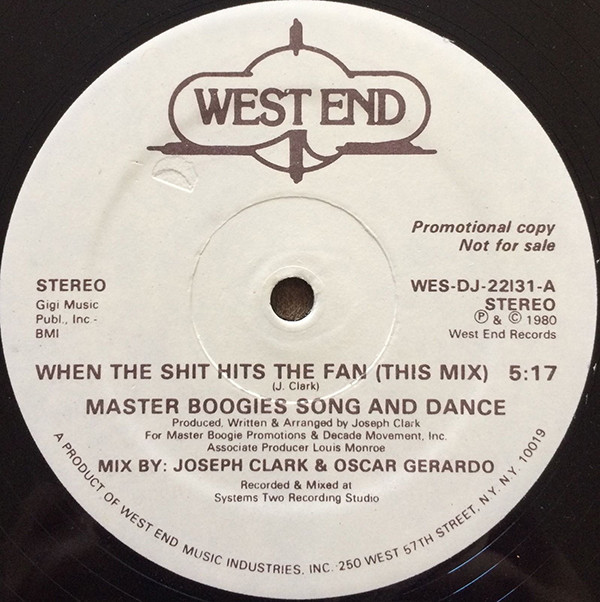 WEST END
Promotional copy
Not for sale
STEREO
Gigi Music
Publ., Inc.-
BMI
WES-DJ-22131-A
STEREO
Ⓟ & © 1980
West End Records
WHEN THE SHIT HITS THE FAN (THIS MIX) 5:17
(J. Clark)
MASTER BOOGIES SONG AND DANCE
Produced, Written & Arranged by Joseph Clark
For Master Boogie Promotions & Decade Movement, Inc.
Associate Producer Louis Monroe
MIX BY: JOSEPH CLARK & OSCAR GERARDO
Recorded & Mixed at
Systems Two Recording Studio
A PRODUCT OF WEST END MUSIC INDUSTRIES, INC. 250 WEST 57TH STREET, N.Y. N.Y. 10019